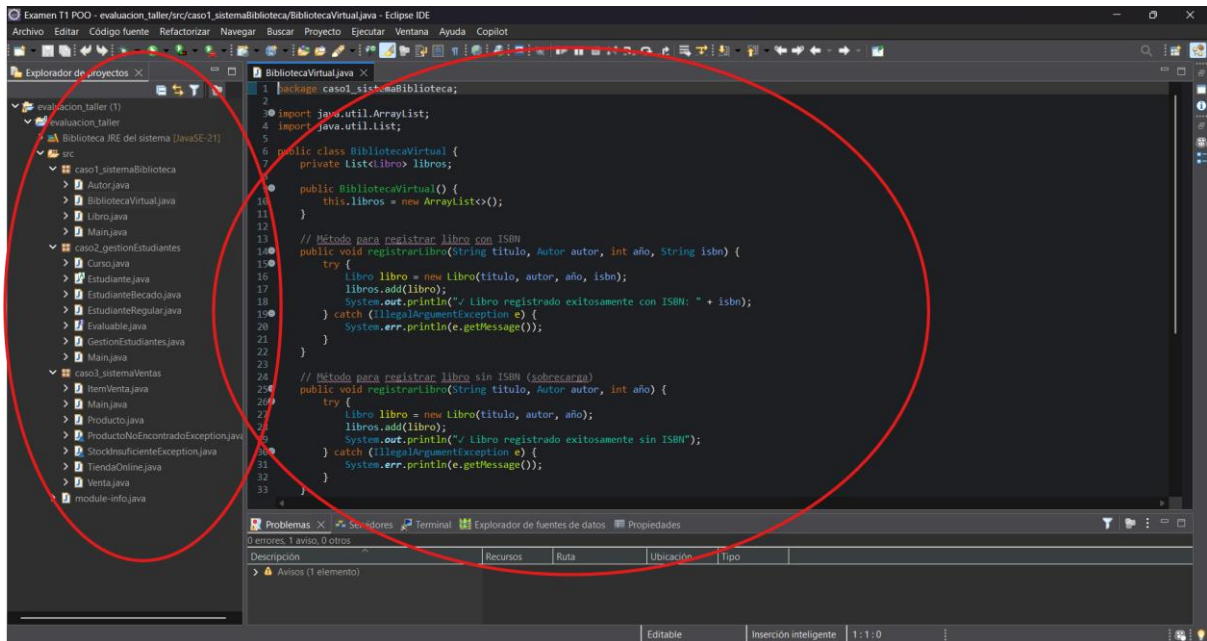 Examen T1 POO - evaluacion_taller/src/caso1_sistemaBiblioteca/BibliotecaVirtual.java - Eclipse IDE
Archivo Editar Código fuente Refactorizar Navegar Buscar Proyecto Ejecutar Ventana Ayuda Copilot
Explorador de proyectos
evaluacion_taller (1)
evaluacion_taller
Biblioteca JRE del sistema [JavaSE-21]
src
caso1_sistemaBiblioteca
Autor.java
BibliotecaVirtual.java
Libro.java
Main.java
caso2_gestionEstudiantes
Curso.java
Estudiante.java
EstudianteBecado.java
EstudianteRegular.java
Evaluable.java
GestionEstudiantes.java
Main.java
caso3_sistemaVentas
ItemVenta.java
Main.java
Producto.java
ProductoNoEncontradoException.java
StockInsuficienteException.java
TiendaOnline.java
Venta.java
module-info.java
BibliotecaVirtual.java
1 package caso1_sistemaBiblioteca;
2
3 import java.util.ArrayList;
4 import java.util.List;
5
6 public class BibliotecaVirtual {
7 private List<Libro> libros;
8
9 public BibliotecaVirtual() {
10 this.libros = new ArrayList<>();
11 }
12
13 // Método para registrar libro con ISBN
14 public void registrarLibro(String titulo, Autor autor, int año, String isbn) {
15 try {
16 Libro libro = new Libro(titulo, autor, año, isbn);
17 libros.add(libro);
18 System.out.println("✓ Libro registrado exitosamente con ISBN: " + isbn);
19 } catch (IllegalArgumentException e) {
20 System.err.println(e.getMessage());
21 }
22 }
23
24 // Método para registrar libro sin ISBN (sobrecarga)
25 public void registrarLibro(String titulo, Autor autor, int año) {
26 try {
27 Libro libro = new Libro(titulo, autor, año);
28 libros.add(libro);
29 System.out.println("✓ Libro registrado exitosamente sin ISBN");
30 } catch (IllegalArgumentException e) {
31 System.err.println(e.getMessage());
32 }
33 }
Problemas Servidores Terminal Explorador de fuentes de datos Propiedades
0 errores, 1 aviso, 0 otros
Descripción Recursos Ruta Ubicación Tipo
Avisos (1 elemento)
Editable Inserción inteligente 1 : 1 : 0